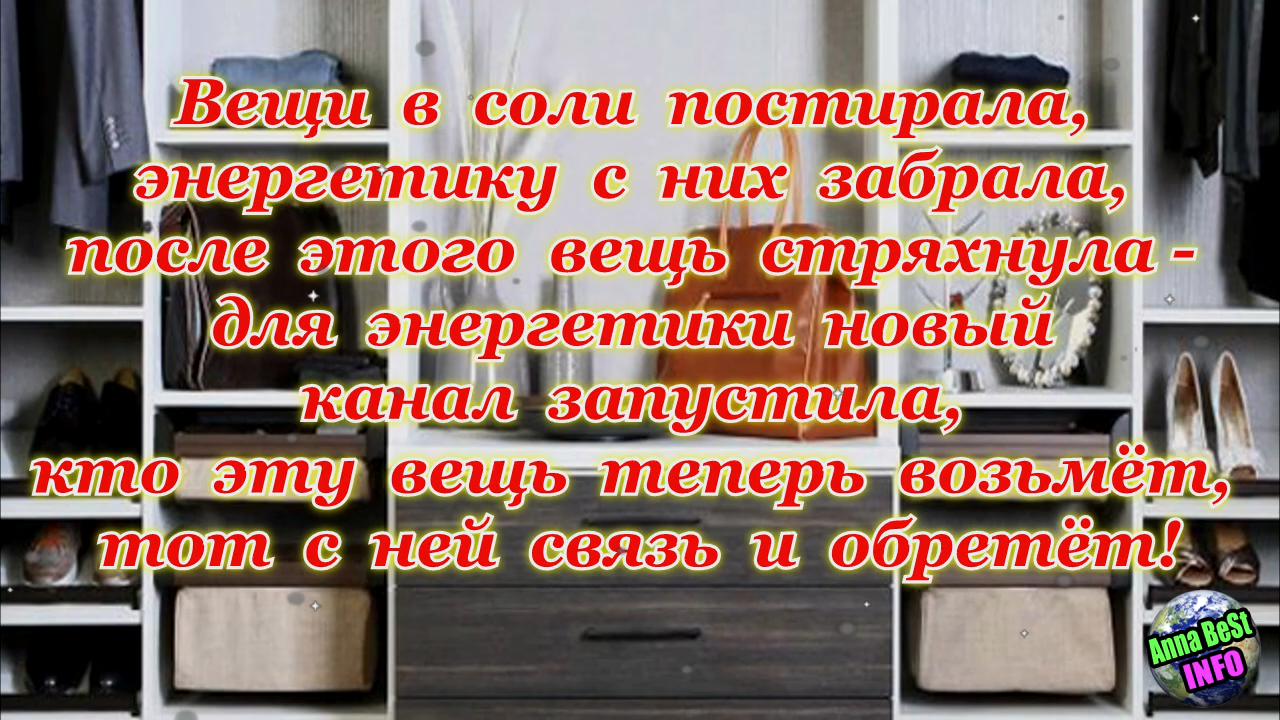 Вещи в соли постирала,
энергетику с них забрала,
после этого вещь стряхнула -
для энергетики новый
канал запустила,
кто эту вещь теперь возьмёт,
тот с ней связь и обретёт!
Anna BeSt
INFO